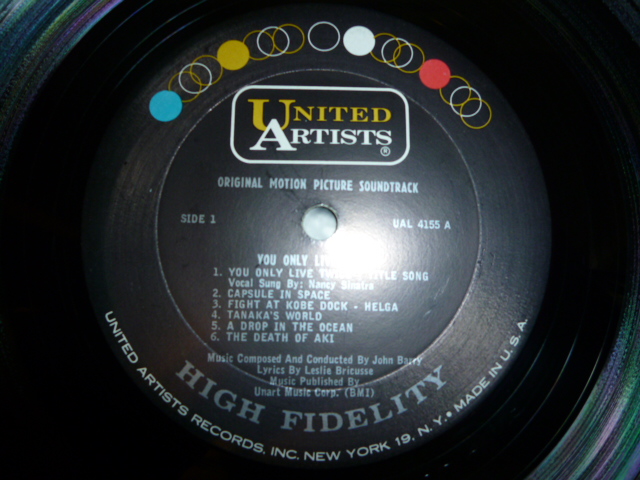 UNITED
ARTISTS®
ORIGINAL MOTION PICTURE SOUNDTRACK
SIDE 1
UAL 4155 A
YOU ONLY
1. YOU ONLY LIVE TITLE SONG
Vocal Sung By: Nancy Sinatra
2. CAPSULE IN SPACE
3. FIGHT AT KOBE DOCK - HELGA
4. TANAKA'S WORLD
5. A DROP IN THE OCEAN
6. THE DEATH OF AKI
Music Composed And Conducted By John Barry
Lyrics By Leslie Bricusse
Music Published By
Unart Music Corp. (BMI)
HIGH FIDELITY
UNITED ARTISTS RECORDS, INC. NEW YORK 19, N.Y. • MADE IN U.S.A.